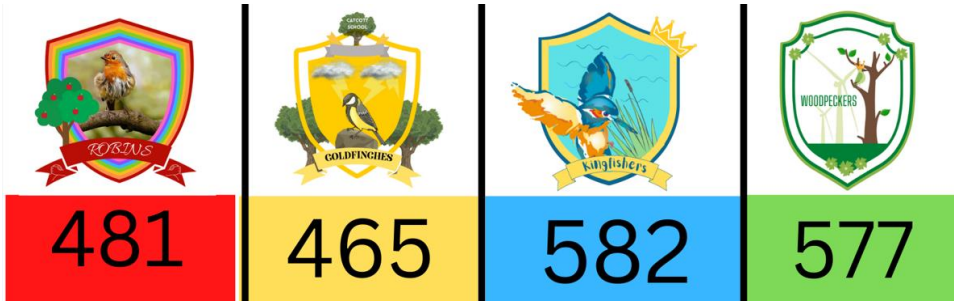 ROBINS
481
CATCOTT
SCHOOL
GOLDFINCHES
465
Kingfishers
582
WOODPECKERS
577